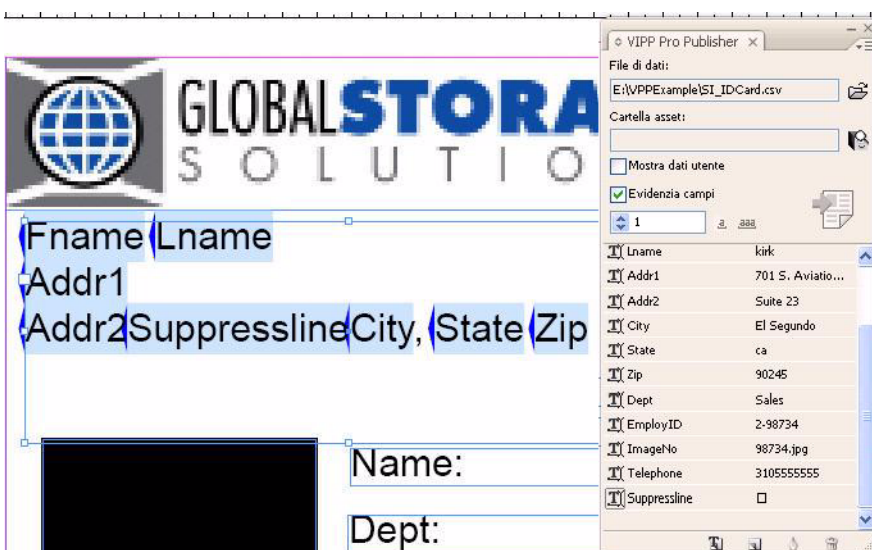 VIPP Pro Publisher
File di dati:
E:\VPPExample\SI_IDCard.csv
Cartella asset:
Mostra dati utente
Evidenzia campi
1 a aaa
GLOBALSTORA
SOLUTIO
Fname Lname
Addr1
Addr2SuppresslineCity, State Zip
Name:
Dept:
Lname kirk
Addr1 701 S. Aviatio...
Addr2 Suite 23
City El Segundo
State ca
Zip 90245
Dept Sales
EmployID 2-98734
ImageNo 98734.jpg
Telephone 3105555555
Suppressline